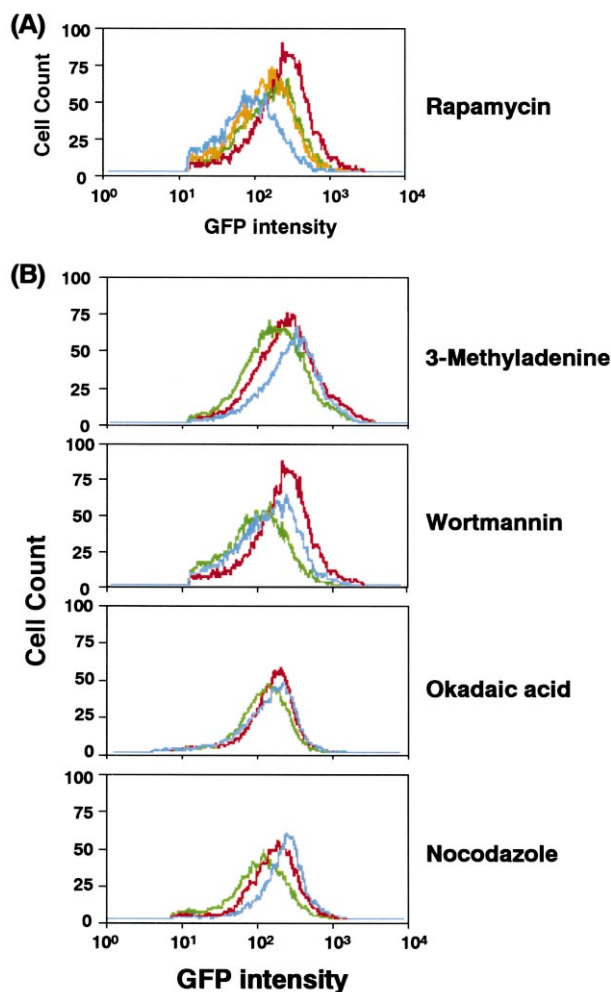 (A)
100
75
50
25
0
Cell Count
10⁰ 10¹ 10² 10³ 10⁴
GFP intensity
Rapamycin
(B)
100
75
50
25
0
3-Methyladenine
100
75
50
25
0
Wortmannin
Cell Count
100
75
50
25
0
Okadaic acid
100
75
50
25
0
Nocodazole
10⁰ 10¹ 10² 10³ 10⁴
GFP intensity